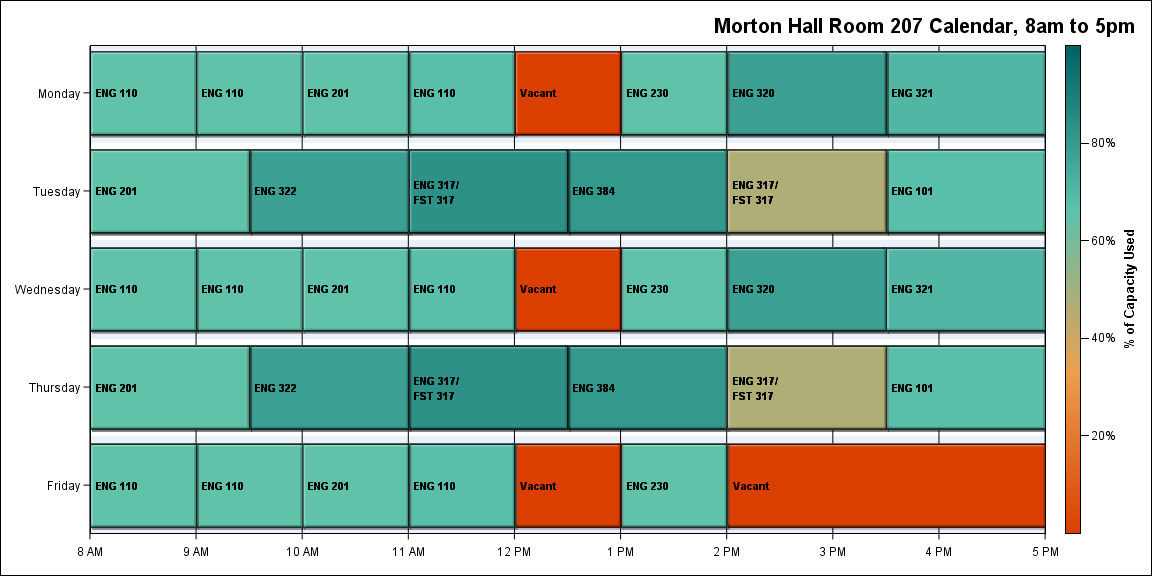 Morton Hall Room 207 Calendar, 8am to 5pm
Monday
ENG 110
ENG 110
ENG 201
ENG 110
Vacant
ENG 230
ENG 320
ENG 321
Tuesday
ENG 201
ENG 322
ENG 317/
FST 317
ENG 384
ENG 317/
FST 317
ENG 101
Wednesday
ENG 110
ENG 110
ENG 201
ENG 110
Vacant
ENG 230
ENG 320
ENG 321
Thursday
ENG 201
ENG 322
ENG 317/
FST 317
ENG 384
ENG 317/
FST 317
ENG 101
Friday
ENG 110
ENG 110
ENG 201
ENG 110
Vacant
ENG 230
Vacant
8 AM
9 AM
10 AM
11 AM
12 PM
1 PM
2 PM
3 PM
4 PM
5 PM
80%
60%
40%
20%
% of Capacity Used